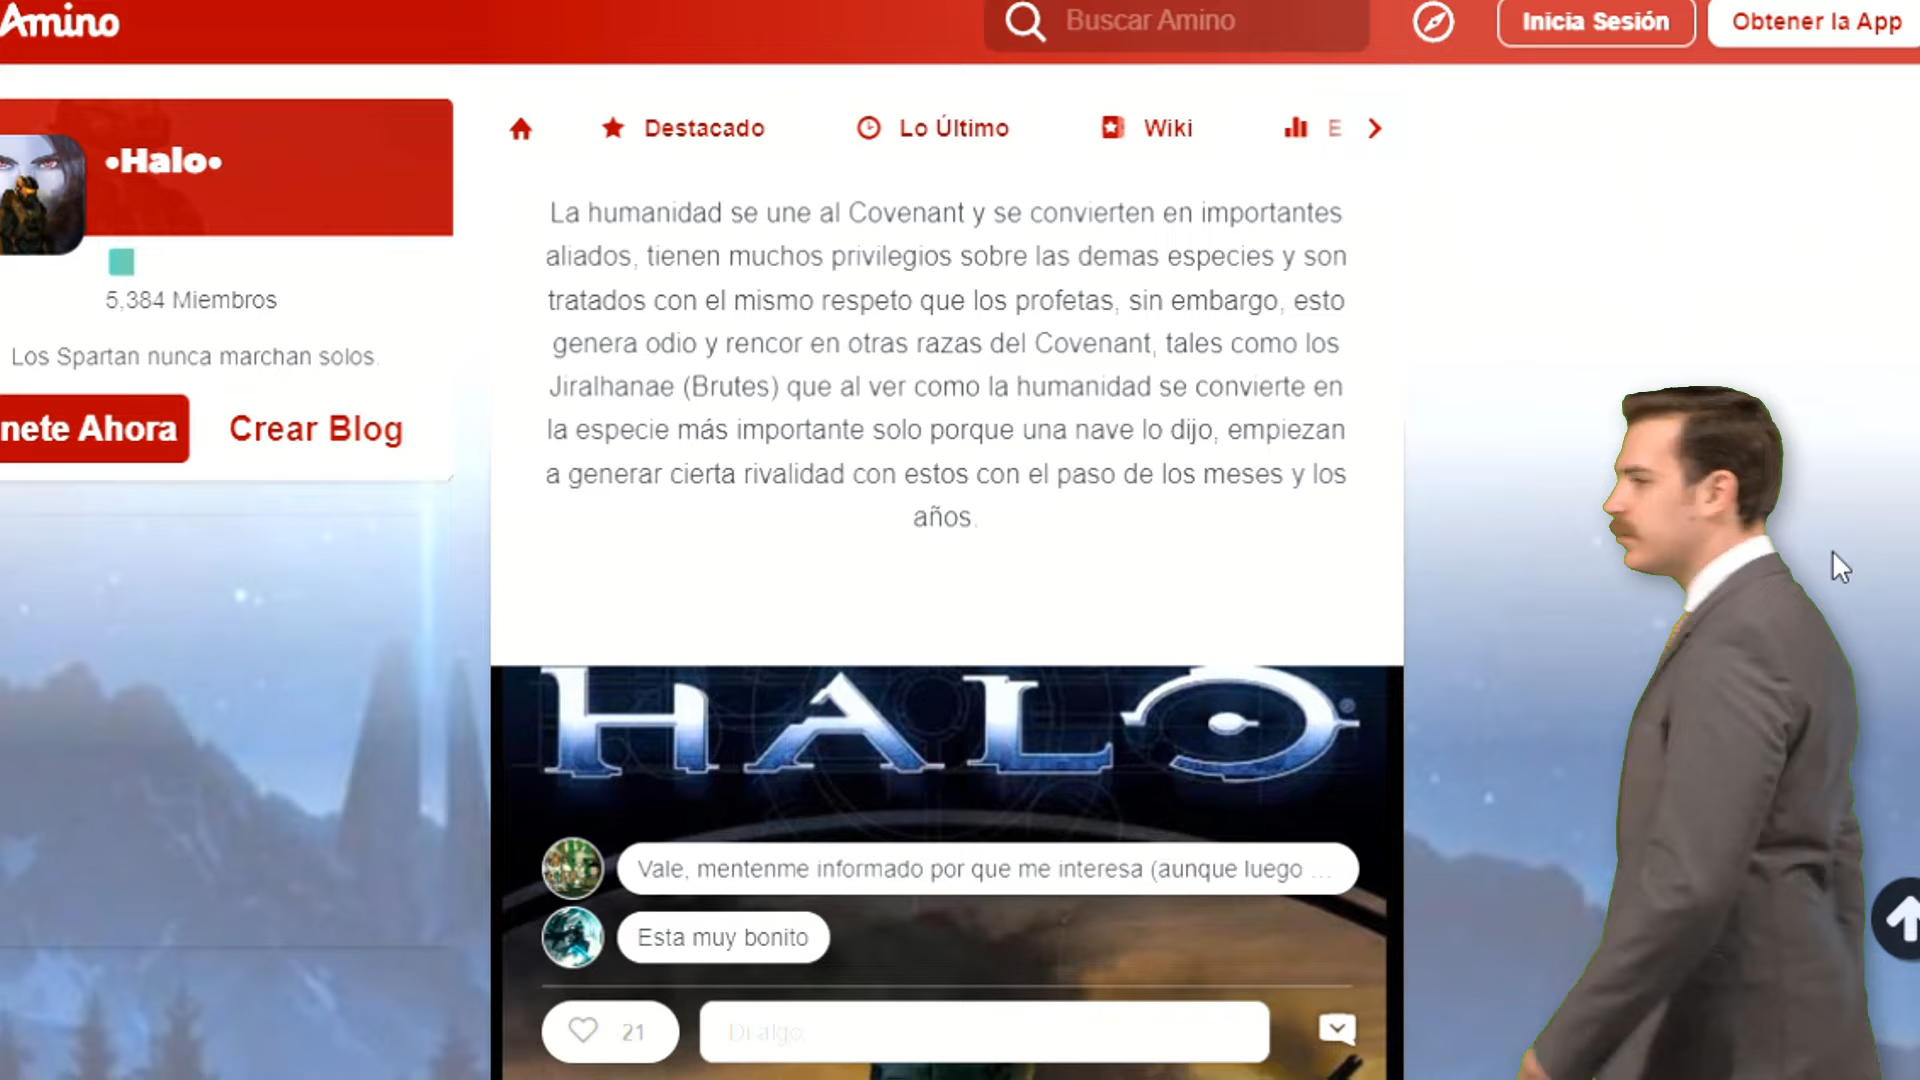 Amino
Buscar Amino
Inicia Sesión
Obtener la App
Destacado
Lo Último
Wiki
E
•Halo•
5,384 Miembros
Los Spartan nunca marchan solos.
nete Ahora
Crear Blog
La humanidad se une al Covenant y se convierten en importantes
aliados, tienen muchos privilegios sobre las demas especies y son
tratados con el mismo respeto que los profetas, sin embargo, esto
genera odio y rencor en otras razas del Covenant, tales como los
Jiralhanae (Brutes) que al ver como la humanidad se convierte en
la especie más importante solo porque una nave lo dijo, empiezan
a generar cierta rivalidad con estos con el paso de los meses y los
años.
HALO®
Vale, mentenme informado por que me interesa (aunque luego ...
Esta muy bonito
21
Di algo.